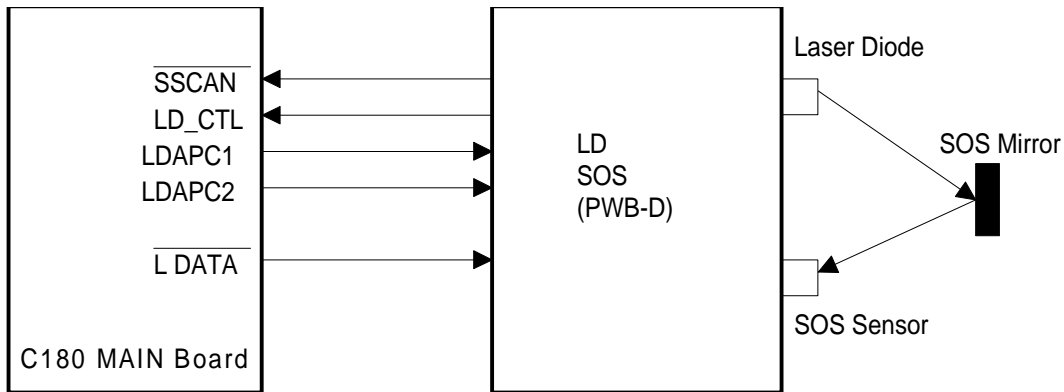 SSCAN
LD_CTL
LDAPC1
LDAPC2
L DATA
C180 MAIN Board
LD
SOS
(PWB-D)
Laser Diode
SOS Mirror
SOS Sensor